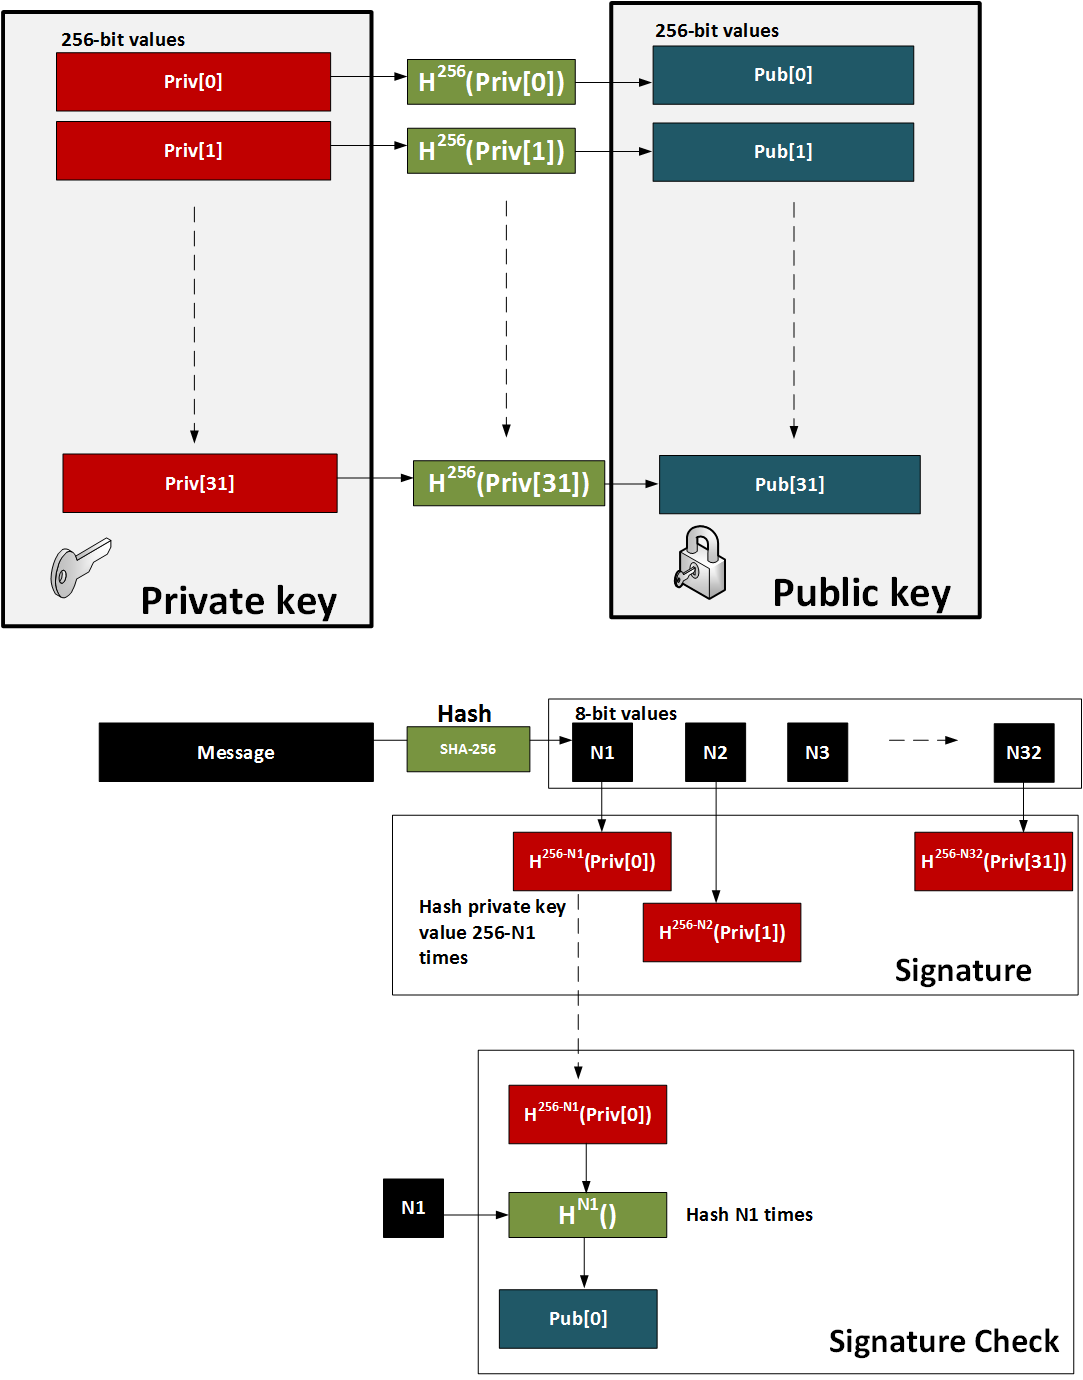 256-bit values
256-bit values
Priv[0]
H256(Priv[0])
Pub[0]
Priv[1]
H256(Priv[1])
Pub[1]
Priv[31]
H256(Priv[31])
Pub[31]
Private key
Public key
Hash
8-bit values
Message
SHA-256
N1
N2
N3
N32
H256-N1(Priv[0])
H256-N32(Priv[31])
Hash private key
value 256-N1
times
H256-N2(Priv[1])
Signature
H256-N1(Priv[0])
N1
HN1()
Hash N1 times
Pub[0]
Signature Check